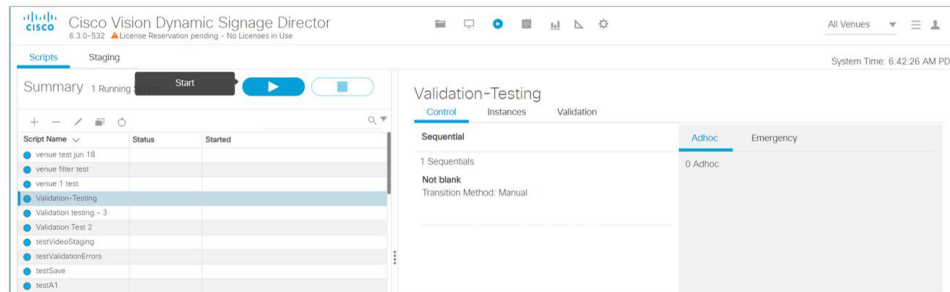 CISCO
Cisco Vision Dynamic Signage Director
6.3.0-532 License Reservation pending - No Licenses in Use
All Venues
Scripts Staging
System Time: 6:42:26 AM PD
Summary 1 Running
Start
Validation-Testing
Control Instances Validation
Script Name Status Started
venue test jun 18
venue filter test
venue 1 test
Validation-Testing
Validation testing - 3
Validation Test 2
testVideoStaging
testValidationErrors
testSave
testA1
Sequential
1 Sequentials
Not blank
Transition Method: Manual
Adhoc Emergency
0 Adhoc